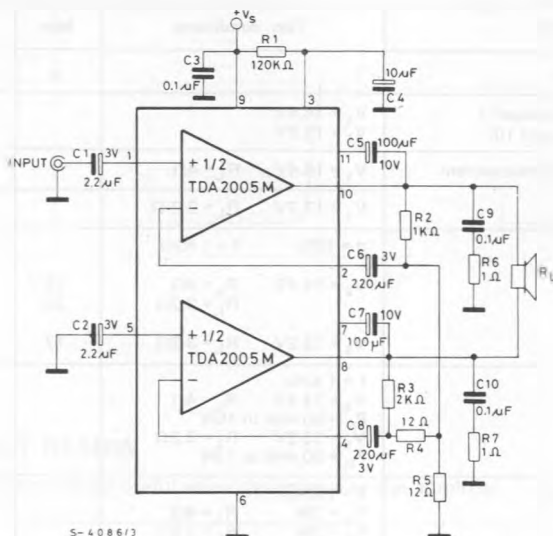 +Vs
R1
120KΩ
C3
0.1µF
10µF
C4
9
3
C1
3V
1
2.2µF
INPUT
+ 1/2
TDA2005M
−
11
C5
100µF
10V
10
R2
1KΩ
C9
0.1µF
R6
1Ω
RL
C6
3V
2
220µF
C7
10V
7
100µF
8
C2
3V
5
2.2µF
+ 1/2
TDA2005M
−
R3
2KΩ
C10
0.1µF
R7
1Ω
C8
12Ω
4
220µF
R4
3V
R5
12Ω
6
S-4086/3